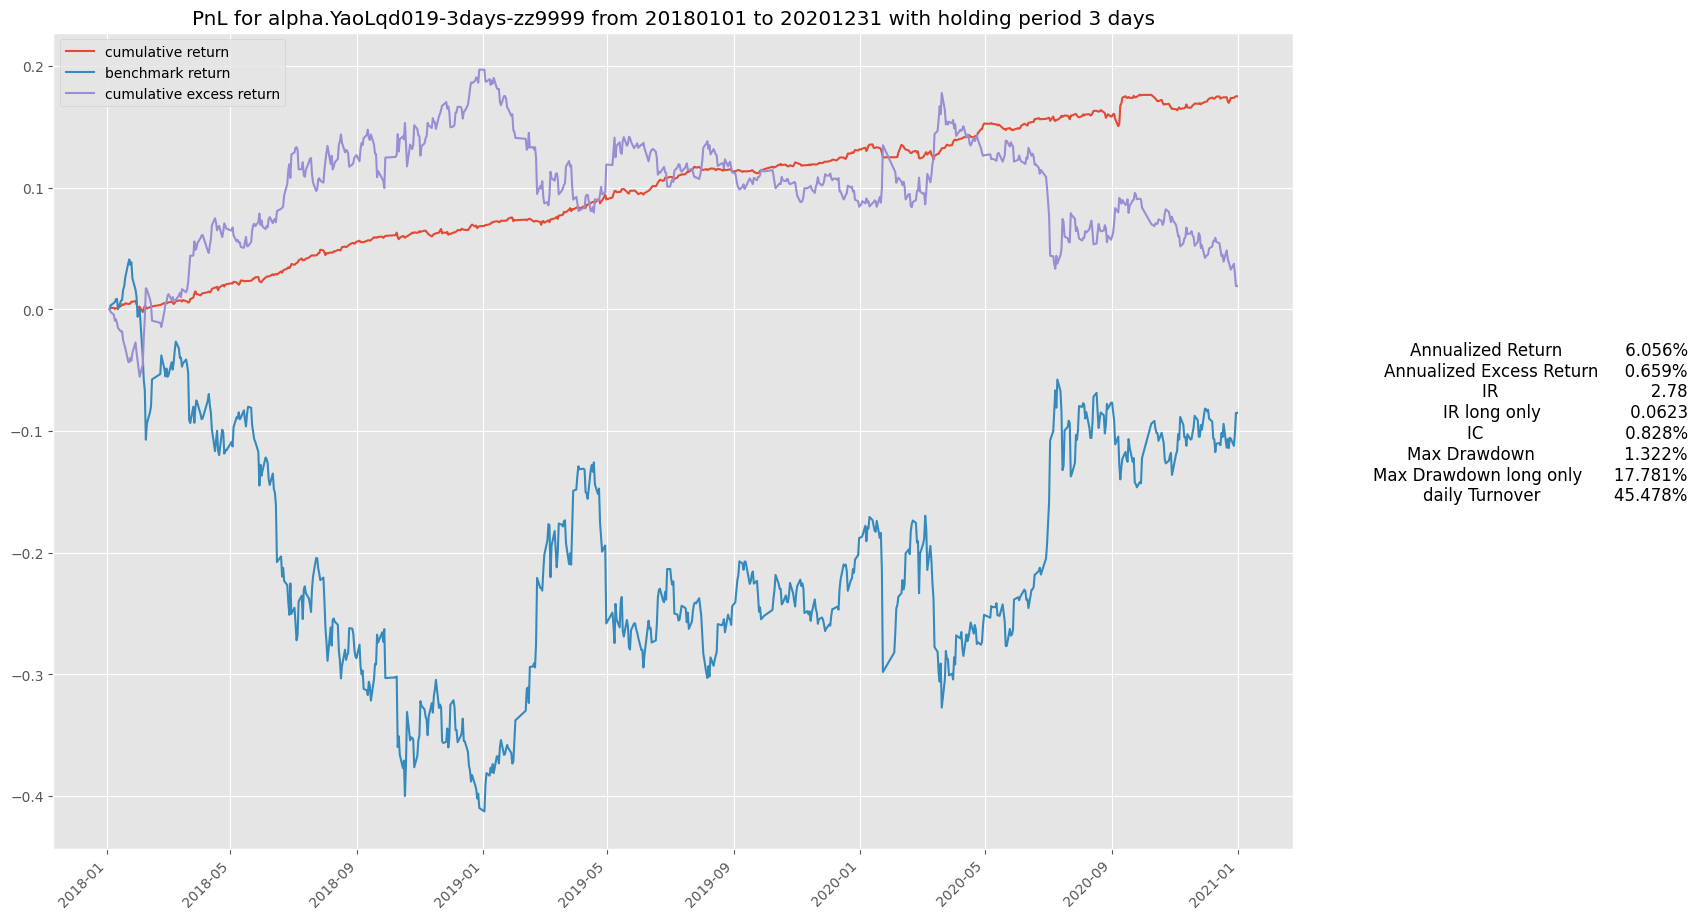 PnL for alpha.YaoLqd019-3days-zz9999 from 20180101 to 20201231 with holding period 3 days
cumulative return
benchmark return
cumulative excess return
0.2
0.1
0.0
−0.1
−0.2
−0.3
−0.4
2018-01
2018-05
2018-09
2019-01
2019-05
2019-09
2020-01
2020-05
2020-09
2021-01
Annualized Return 6.056%
Annualized Excess Return 0.659%
IR 2.78
IR long only 0.0623
IC 0.828%
Max Drawdown 1.322%
Max Drawdown long only 17.781%
daily Turnover 45.478%